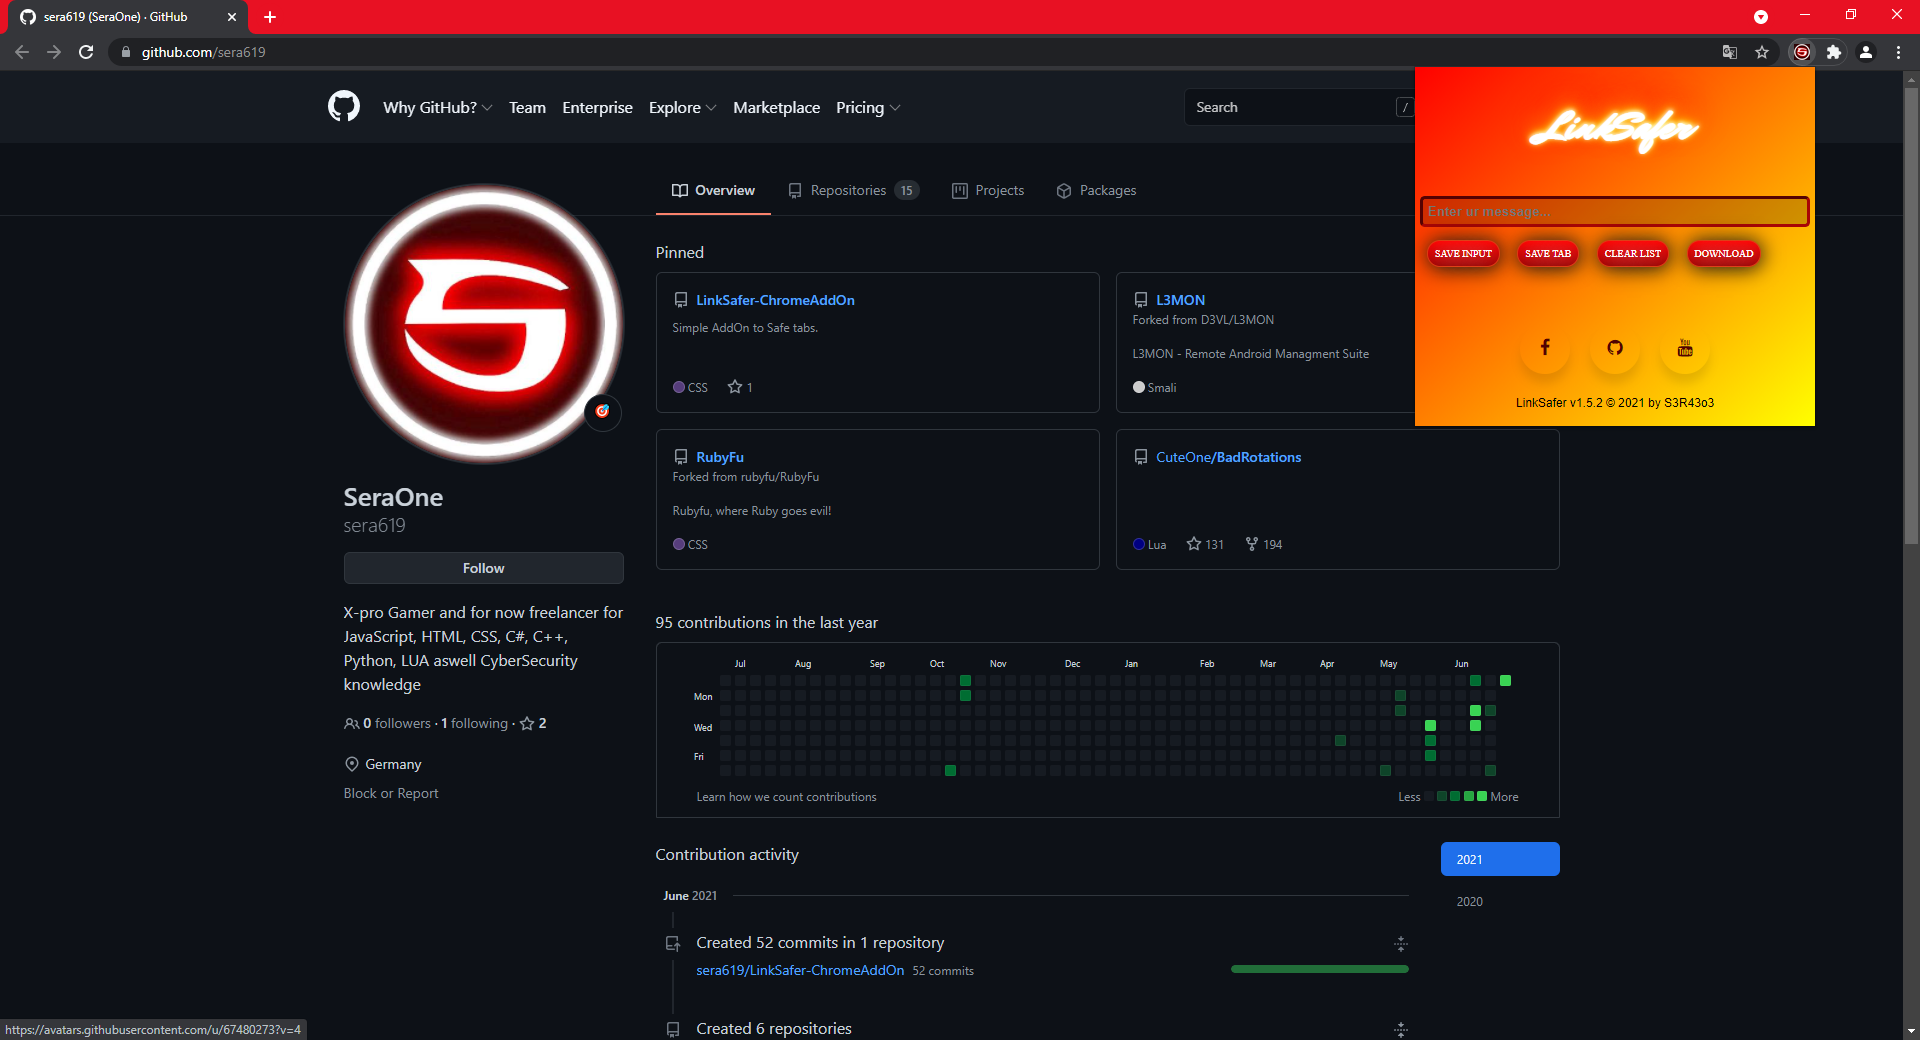 sera619 (SeraOne) · GitHub
github.com/sera619
Why GitHub? Team Enterprise Explore Marketplace Pricing
Search /
LinkSafer
Enter ur message...
SAVE INPUT SAVE TAB CLEAR LIST DOWNLOAD
You Tube
LinkSafer v1.5.2 © 2021 by S3R43o3
Overview Repositories 15 Projects Packages
SeraOne
sera619
Follow
X-pro Gamer and for now freelancer for
JavaScript, HTML, CSS, C#, C++,
Python, LUA aswell CyberSecurity
knowledge
0 followers · 1 following · 2
Germany
Block or Report
Pinned
LinkSafer-ChromeAddOn
Simple AddOn to Safe tabs.
CSS 1
L3MON
Forked from D3VL/L3MON
L3MON - Remote Android Managment Suite
Smali
RubyFu
Forked from rubyfu/RubyFu
Rubyfu, where Ruby goes evil!
CSS
CuteOne/BadRotations
Lua 131 194
95 contributions in the last year
Jul Aug Sep Oct Nov Dec Jan Feb Mar Apr May Jun
Mon
Wed
Fri
Learn how we count contributions
Less More
Contribution activity
2021
2020
June 2021
Created 52 commits in 1 repository
sera619/LinkSafer-ChromeAddOn 52 commits
Created 6 repositories
https://avatars.githubusercontent.com/u/67480273?v=4